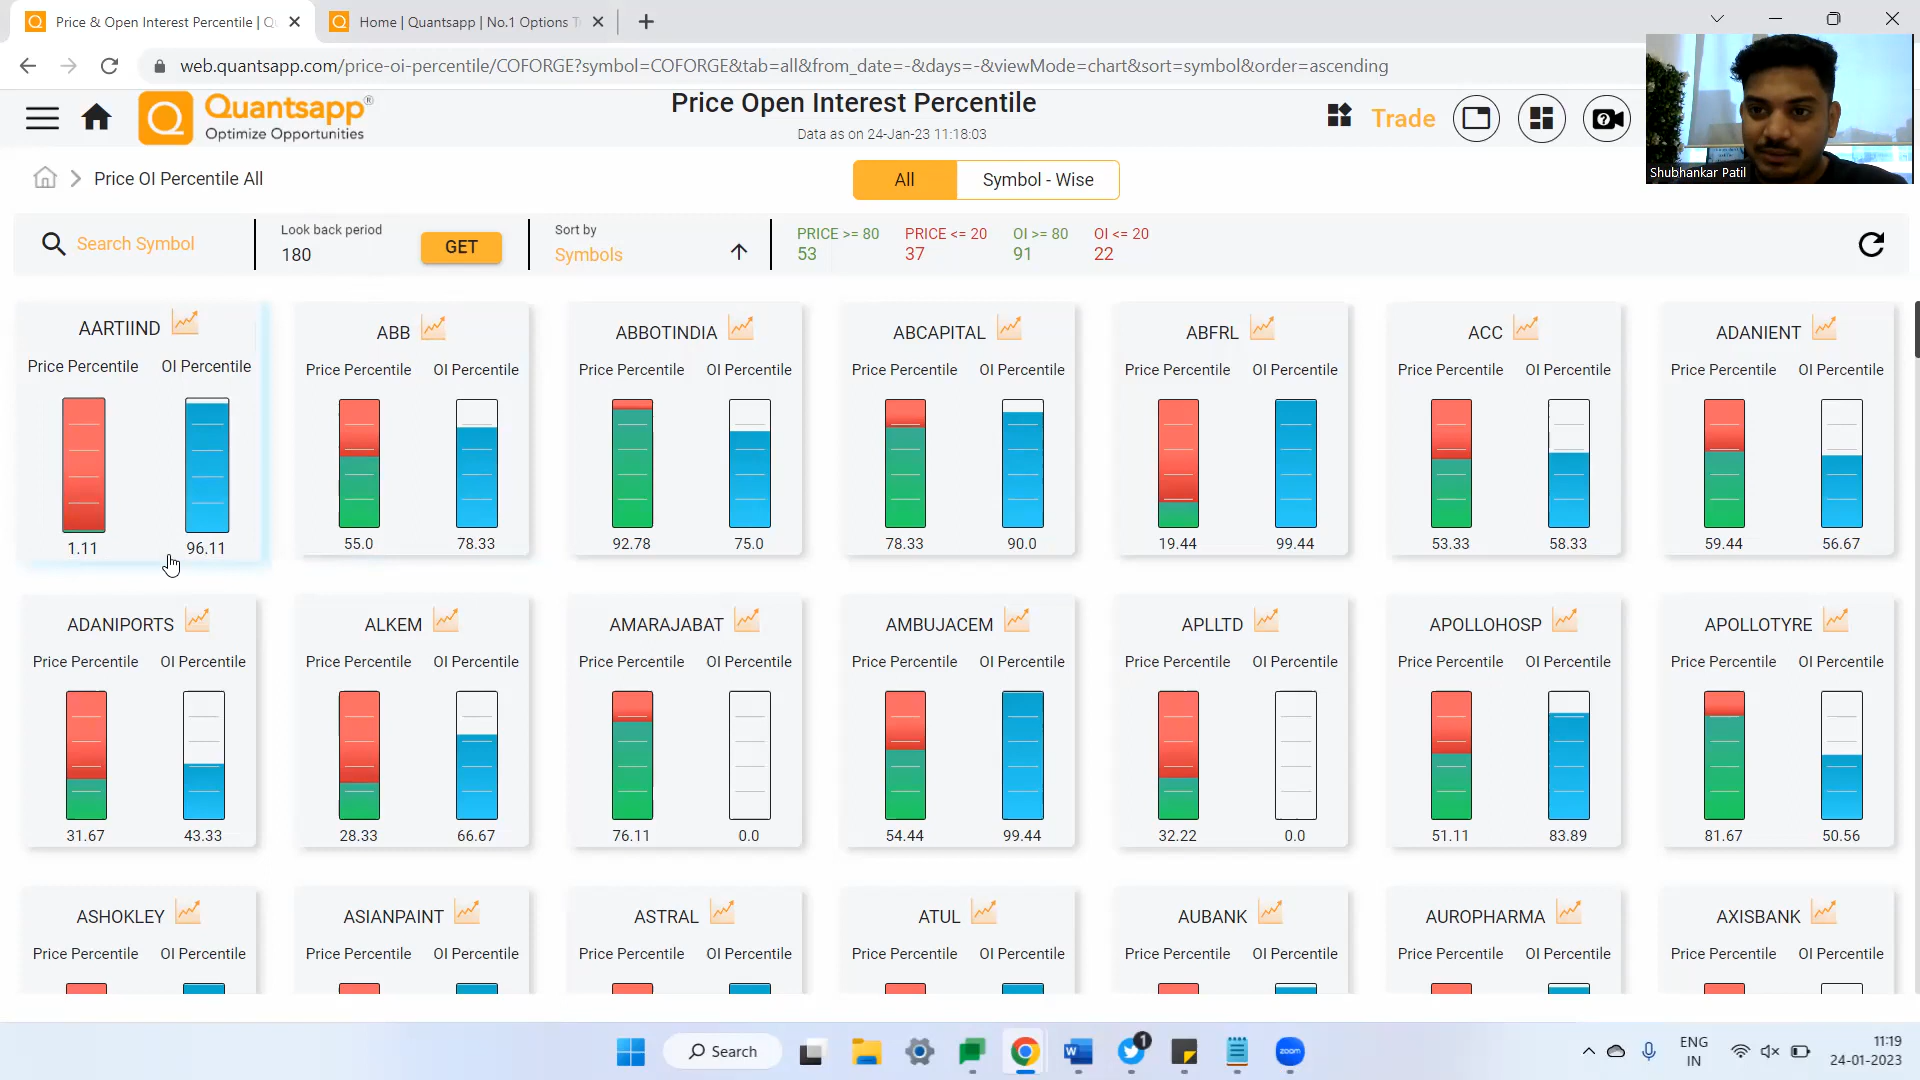 Price & Open Interest Percentile | Q
Home | Quantsapp | No.1 Options T
web.quantsapp.com/price-oi-percentile/COFORGE?symbol=COFORGE&tab=all&from_date=-&days=-&viewMode=chart&sort=symbol&order=ascending
Quantsapp®
Optimize Opportunities
Price Open Interest Percentile
Data as on 24-Jan-23 11:18:03
Trade
Shubhankar Patil
Price OI Percentile All
All
Symbol - Wise
Search Symbol
Look back period
180
GET
Sort by
Symbols
PRICE >= 80
53
PRICE <= 20
37
OI >= 80
91
OI <= 20
22
AARTIIND
Price Percentile OI Percentile
1.11 96.11
ABB
Price Percentile OI Percentile
55.0 78.33
ABBOTINDIA
Price Percentile OI Percentile
92.78 75.0
ABCAPITAL
Price Percentile OI Percentile
78.33 90.0
ABFRL
Price Percentile OI Percentile
19.44 99.44
ACC
Price Percentile OI Percentile
53.33 58.33
ADANIENT
Price Percentile OI Percentile
59.44 56.67
ADANIPORTS
Price Percentile OI Percentile
31.67 43.33
ALKEM
Price Percentile OI Percentile
28.33 66.67
AMARAJABAT
Price Percentile OI Percentile
76.11 0.0
AMBUJACEM
Price Percentile OI Percentile
54.44 99.44
APLLTD
Price Percentile OI Percentile
32.22 0.0
APOLLOHOSP
Price Percentile OI Percentile
51.11 83.89
APOLLOTYRE
Price Percentile OI Percentile
81.67 50.56
ASHOKLEY
Price Percentile OI Percentile
ASIANPAINT
Price Percentile OI Percentile
ASTRAL
Price Percentile OI Percentile
ATUL
Price Percentile OI Percentile
AUBANK
Price Percentile OI Percentile
AUROPHARMA
Price Percentile OI Percentile
AXISBANK
Price Percentile OI Percentile
Search
1
zoom
ENG
IN
11:19
24-01-2023